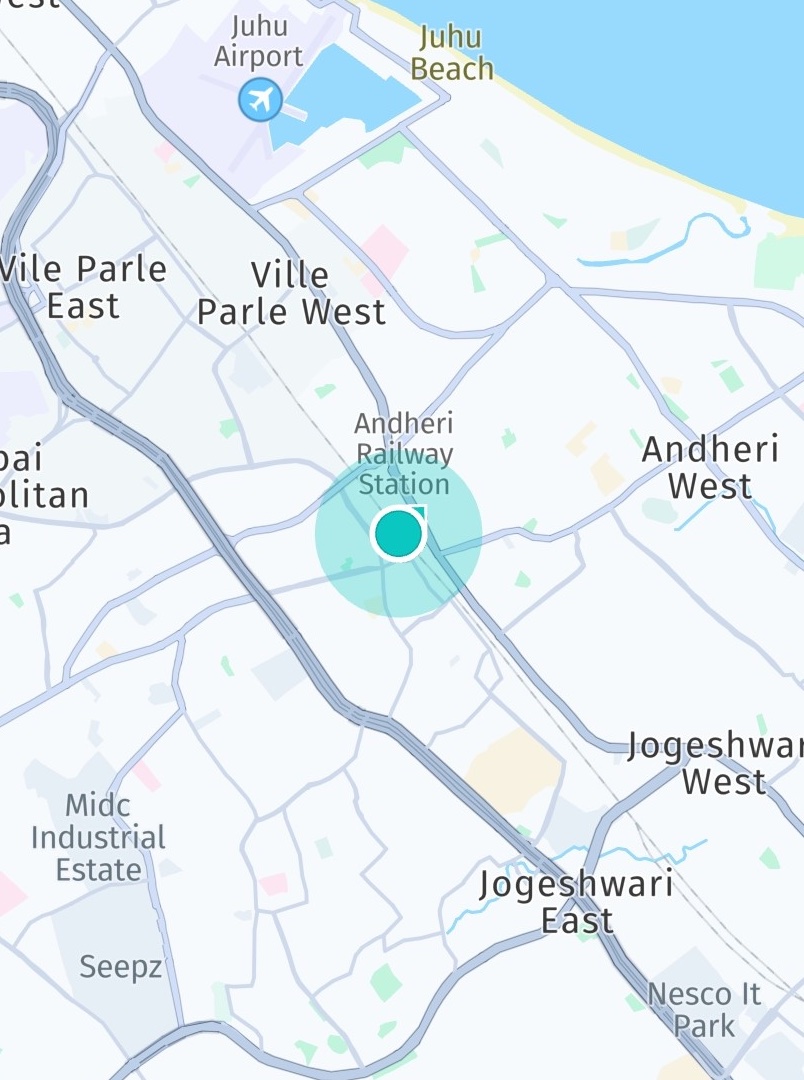 Juhu
Airport
Juhu
Beach
Vile Parle
East
Ville
Parle West
Andheri
Railway
Station
Andheri
West
Jogeshwar
West
Midc
Industrial
Estate
Jogeshwari
East
Seepz
Nesco It
Park